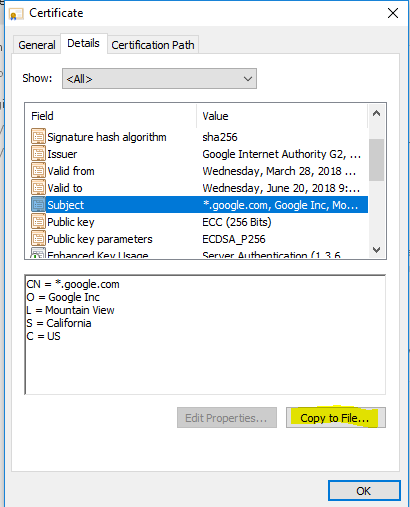 Certificate
General Details Certification Path
Show: <All>
Field Value
Signature hash algorithm sha256
Issuer Google Internet Authority G2, ...
Valid from Wednesday, March 28, 2018 ...
Valid to Wednesday, June 20, 2018 9:...
Subject *.google.com, Google Inc, Mo...
Public key ECC (256 Bits)
Public key parameters ECDSA_P256
Enhanced Key Usage Server Authentication (1.3.6
CN = *.google.com
O = Google Inc
L = Mountain View
S = California
C = US
Edit Properties... Copy to File...
OK